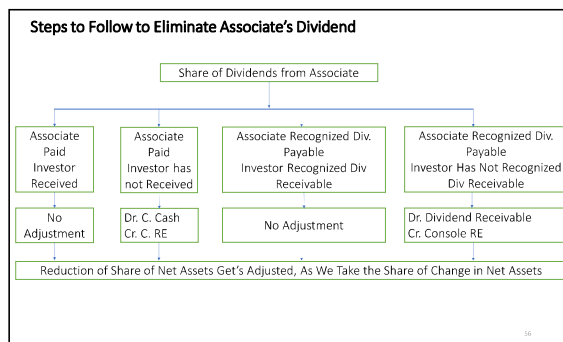 Steps to Follow to Eliminate Associate's Dividend
Share of Dividends from Associate
Associate
Paid
Investor
Received
Associate
Paid
Investor has
not Received
Associate Recognized Div.
Payable
Investor Recognized Div
Receivable
Associate Recognized Div.
Payable
Investor Has Not Recognized
Div Receivable
No
Adjustment
Dr. C. Cash
Cr. C. RE
No Adjustment
Dr. Dividend Receivable
Cr. Console RE
Reduction of Share of Net Assets Get's Adjusted, As We Take the Share of Change in Net Assets
56